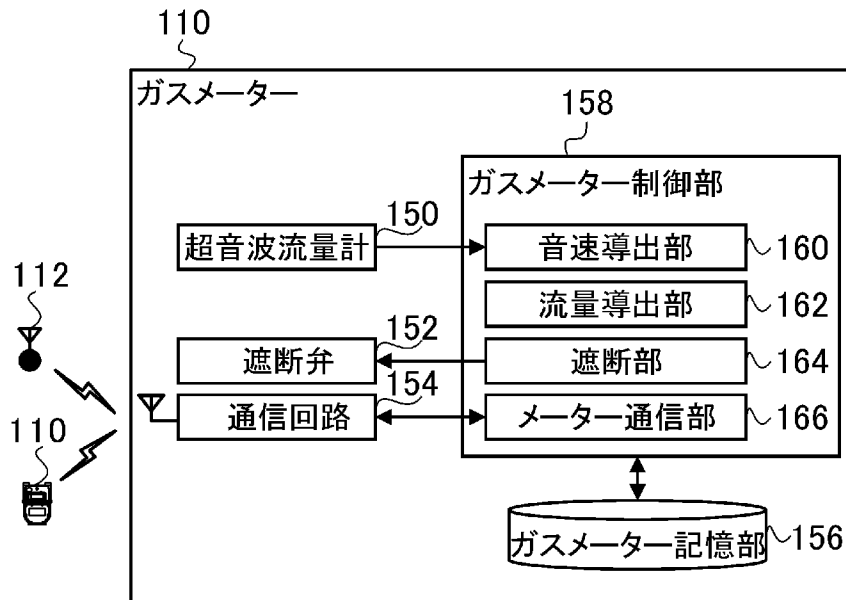 110
ガスメーター
158
ガスメーター制御部
150
超音波流量計
音速導出部
160
流量導出部
162
112
152
遮断弁
遮断部
164
154
通信回路
メーター通信部
166
110
ガスメーター記憶部
156